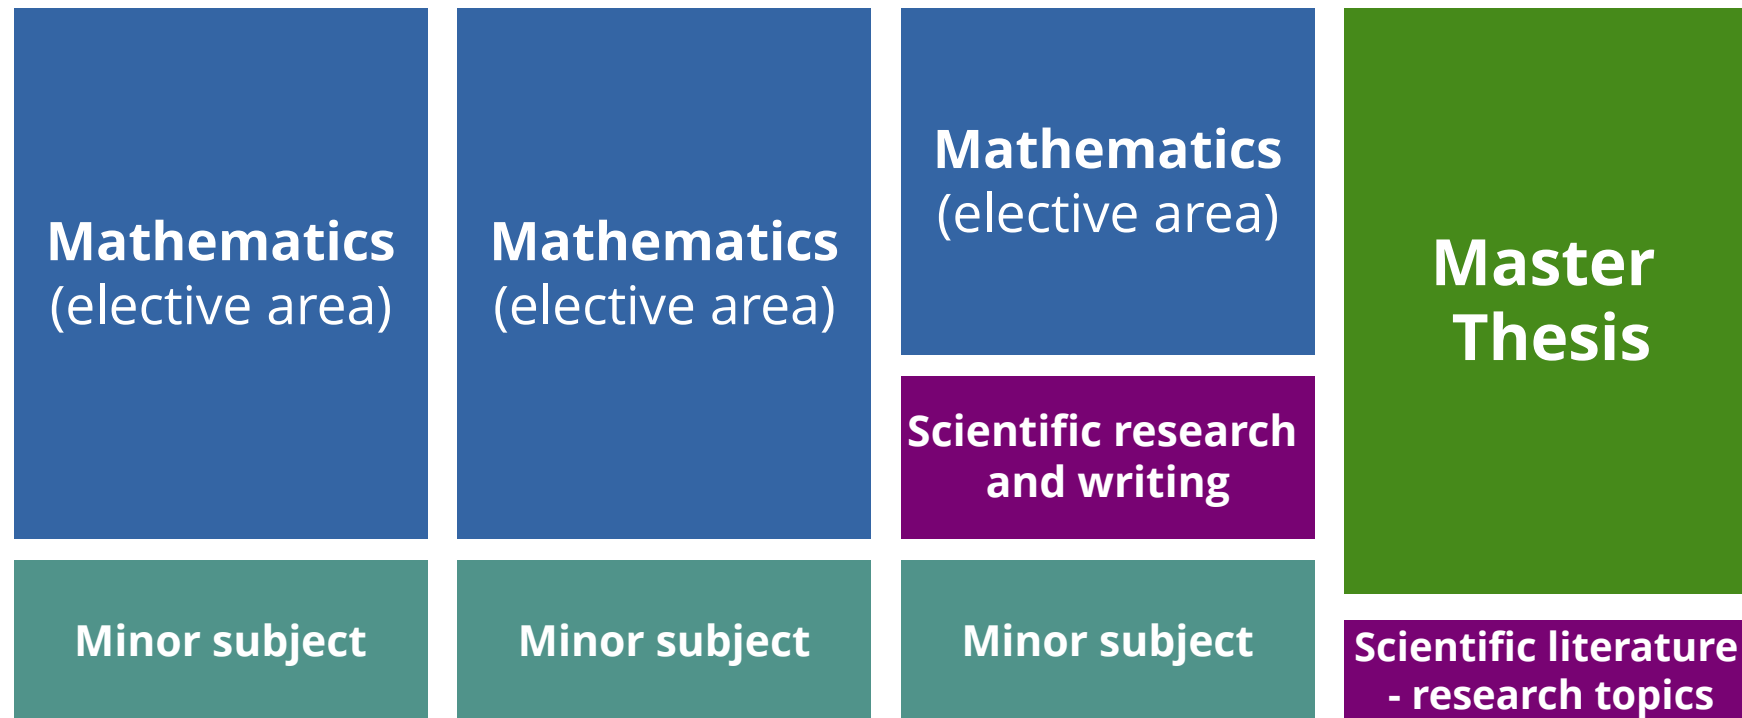 Mathematics
(elective area)
Minor subject
Mathematics
(elective area)
Minor subject
Mathematics
(elective area)
Scientific research
and writing
Minor subject
Master
Thesis
Scientific literature
- research topics